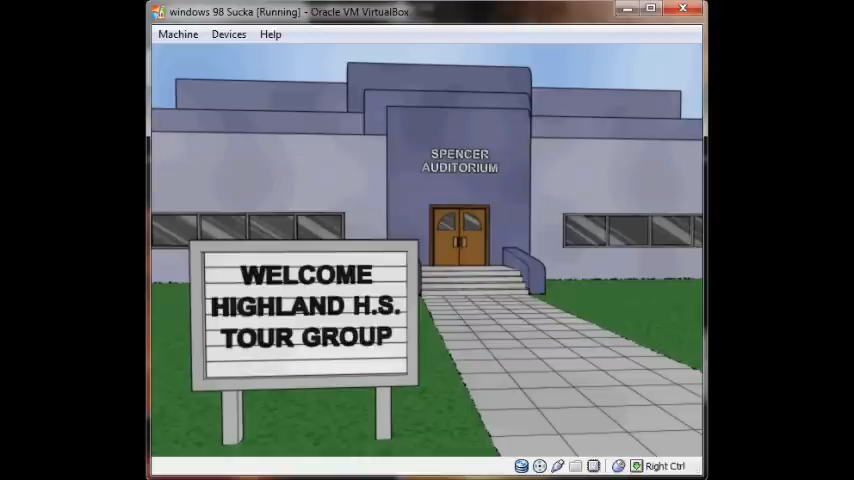 windows 98 Sucka [Running] - Oracle VM VirtualBox
Machine Devices Help
SPENCER
AUDITORIUM
WELCOME
HIGHLAND H.S.
TOUR GROUP
Right Ctrl